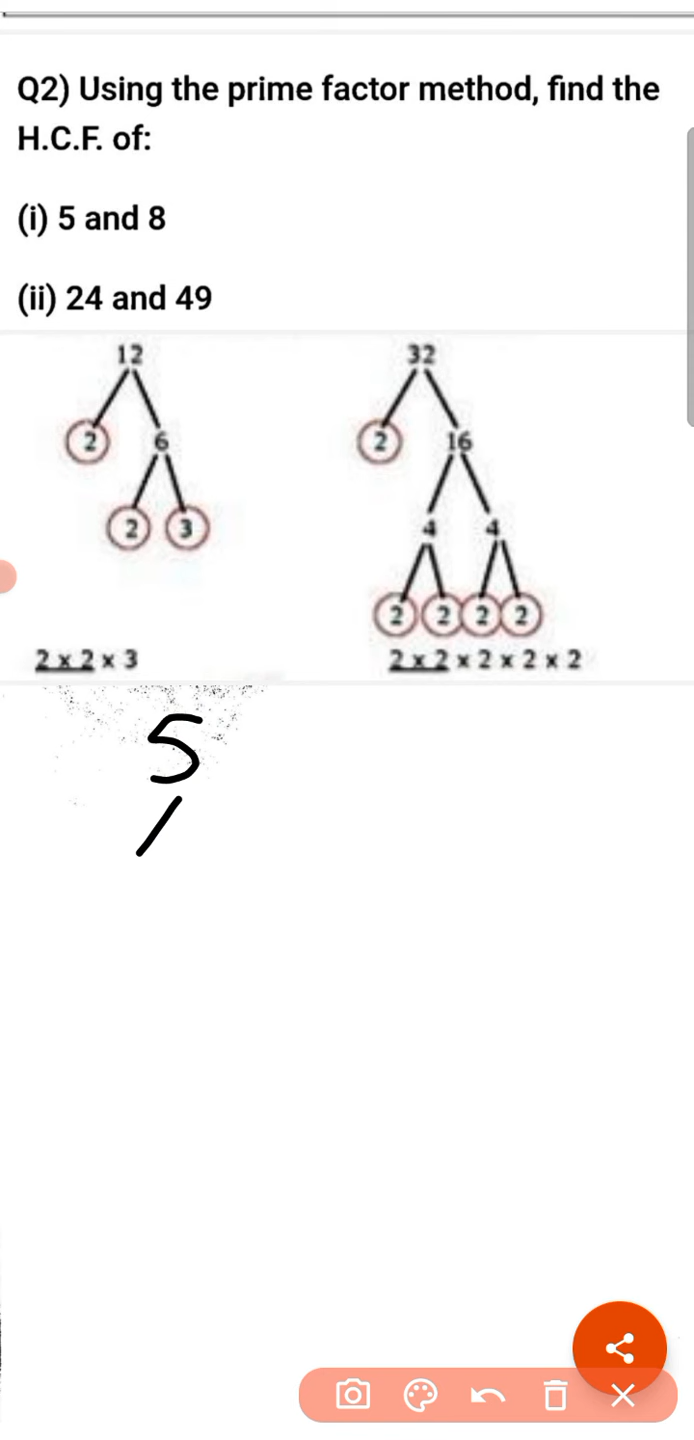 Q2) Using the prime factor method, find the
H.C.F. of:
(i) 5 and 8
(ii) 24 and 49
12 32
2 6 2 16
2 3 4 4
2 2 2 2
2 x 2 x 3 2 x 2 x 2 x 2 x 2
5